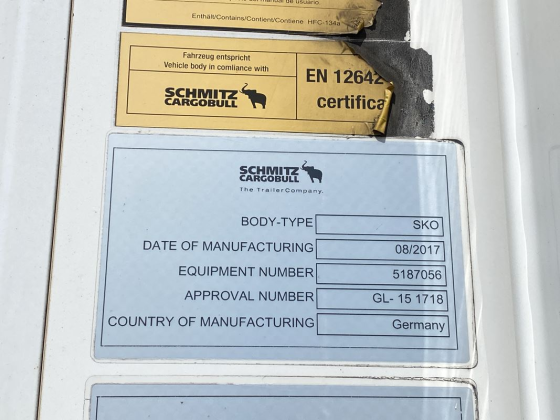 Enthält/Contains/Contient/Contiene HFC-134a
Fahrzeug entspricht
Vehicle body in comliance with
SCHMITZ
CARGOBULL
EN 12642
certifica
SCHMITZ
CARGOBULL
The Trailer Company.
BODY-TYPE SKO
DATE OF MANUFACTURING 08/2017
EQUIPMENT NUMBER 5187056
APPROVAL NUMBER GL- 15 1718
COUNTRY OF MANUFACTURING Germany